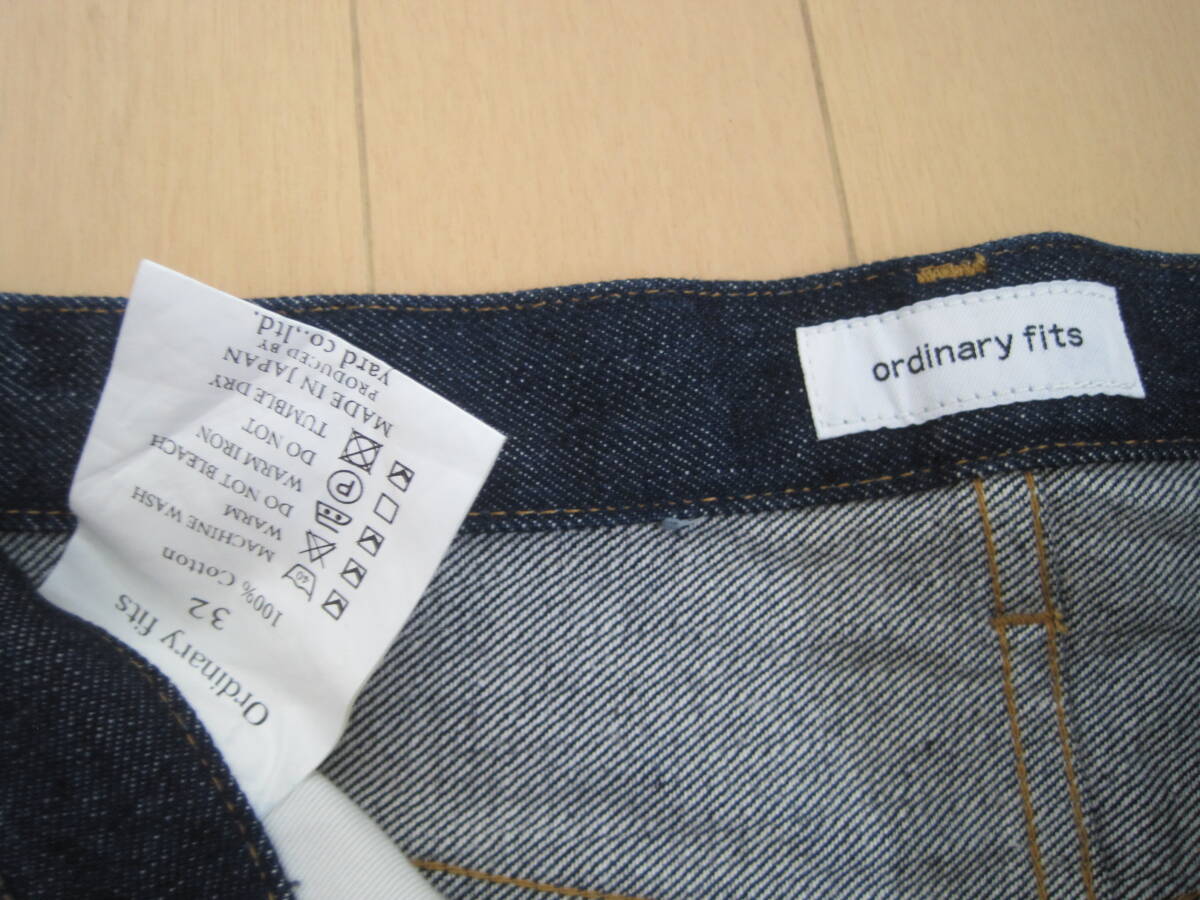 ordinary fits
Ordinary fits
32
100% Cotton
MACHINE WASH
WARM
DO NOT BLEACH
WARM IRON
DO NOT
TUMBLE DRY
MADE IN JAPAN
PRODUCED BY
yard co.,ltd.
40
P